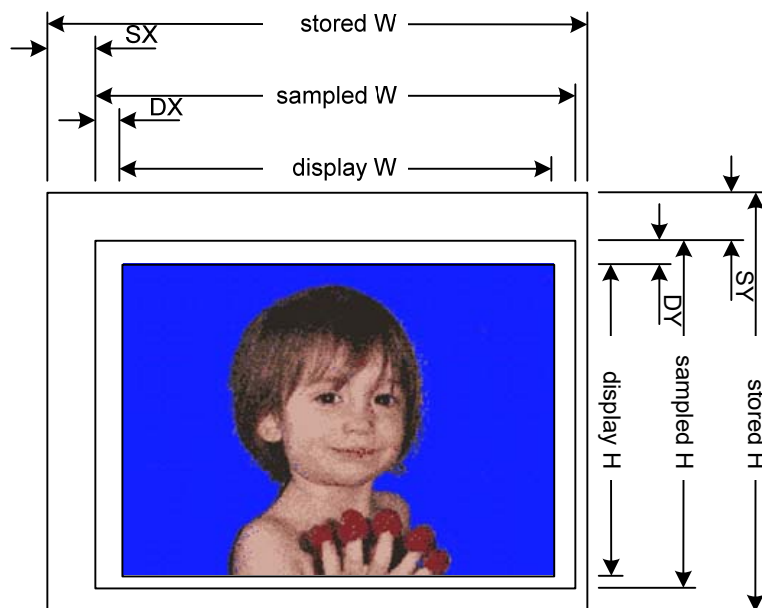 stored W
SX
sampled W
DX
display W
SY
DY
display H
sampled H
stored H